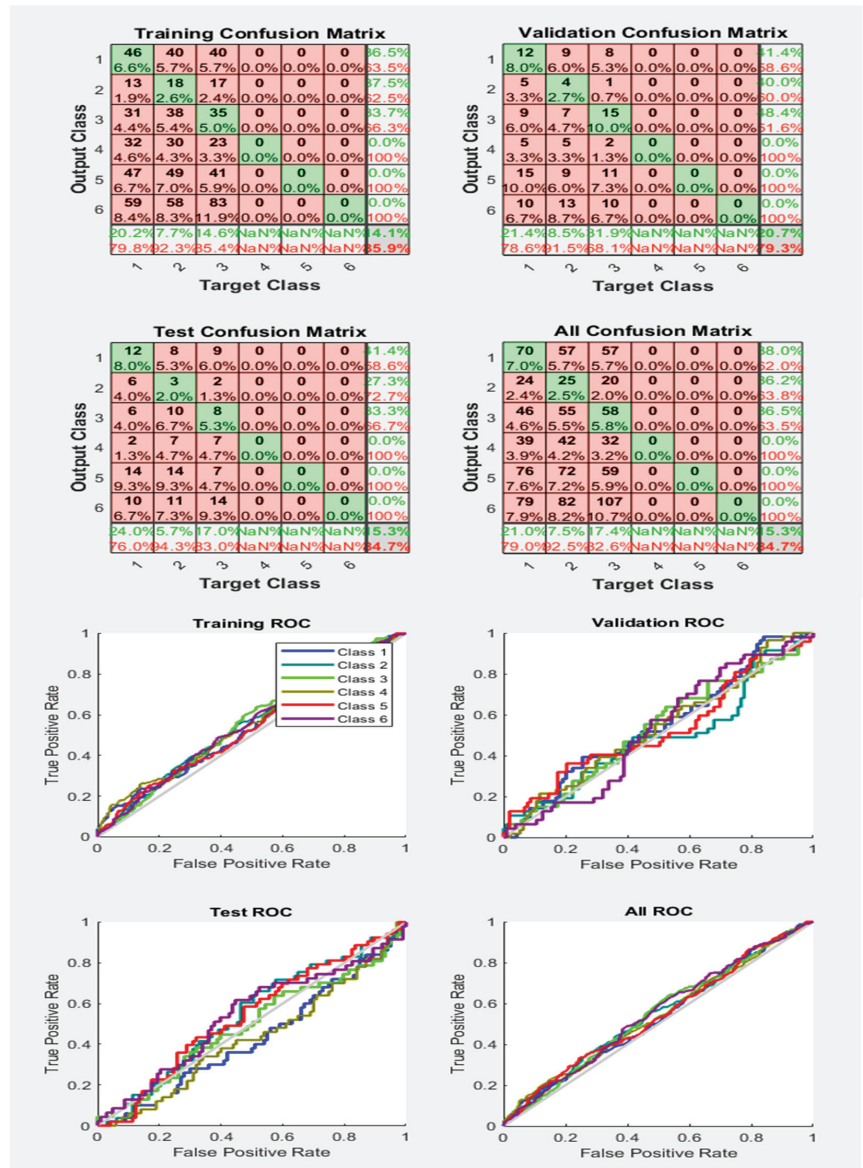 Training Confusion Matrix
Output Class
1
46 40 40 0 0 0 36.5%
6.6% 5.7% 5.7% 0.0% 0.0% 0.0% 63.5%
2
13 18 17 0 0 0 37.5%
1.9% 2.6% 2.4% 0.0% 0.0% 0.0% 62.5%
3
31 38 35 0 0 0 33.7%
4.4% 5.4% 5.0% 0.0% 0.0% 0.0% 66.3%
4
32 30 23 0 0 0 0.0%
4.6% 4.3% 3.3% 0.0% 0.0% 0.0% 100%
5
47 49 41 0 0 0 0.0%
6.7% 7.0% 5.9% 0.0% 0.0% 0.0% 100%
6
59 58 83 0 0 0 0.0%
8.4% 8.3% 11.9% 0.0% 0.0% 0.0% 100%
20.2% 7.7% 14.6% NaN% NaN% NaN% 14.1%
79.8% 92.3% 85.4% NaN% NaN% NaN% 85.9%
1 2 3 4 5 6
Target Class
Validation Confusion Matrix
Output Class
1
12 9 8 0 0 0 41.4%
8.0% 6.0% 5.3% 0.0% 0.0% 0.0% 58.6%
2
5 4 1 0 0 0 40.0%
3.3% 2.7% 0.7% 0.0% 0.0% 0.0% 60.0%
3
9 7 15 0 0 0 48.4%
6.0% 4.7% 10.0% 0.0% 0.0% 0.0% 51.6%
4
5 5 2 0 0 0 0.0%
3.3% 3.3% 1.3% 0.0% 0.0% 0.0% 100%
5
15 9 11 0 0 0 0.0%
10.0% 6.0% 7.3% 0.0% 0.0% 0.0% 100%
6
10 13 10 0 0 0 0.0%
6.7% 8.7% 6.7% 0.0% 0.0% 0.0% 100%
21.4% 8.5% 31.9% NaN% NaN% NaN% 20.7%
78.6% 91.5% 68.1% NaN% NaN% NaN% 79.3%
1 2 3 4 5 6
Target Class
Test Confusion Matrix
Output Class
1
12 8 9 0 0 0 41.4%
8.0% 5.3% 6.0% 0.0% 0.0% 0.0% 58.6%
2
6 3 2 0 0 0 27.3%
4.0% 2.0% 1.3% 0.0% 0.0% 0.0% 72.7%
3
6 10 8 0 0 0 33.3%
4.0% 6.7% 5.3% 0.0% 0.0% 0.0% 66.7%
4
2 7 7 0 0 0 0.0%
1.3% 4.7% 4.7% 0.0% 0.0% 0.0% 100%
5
14 14 7 0 0 0 0.0%
9.3% 9.3% 4.7% 0.0% 0.0% 0.0% 100%
6
10 11 14 0 0 0 0.0%
6.7% 7.3% 9.3% 0.0% 0.0% 0.0% 100%
24.0% 5.7% 17.0% NaN% NaN% NaN% 15.3%
76.0% 94.3% 83.0% NaN% NaN% NaN% 84.7%
1 2 3 4 5 6
Target Class
All Confusion Matrix
Output Class
1
70 57 57 0 0 0 38.0%
7.0% 5.7% 5.7% 0.0% 0.0% 0.0% 62.0%
2
24 25 20 0 0 0 36.2%
2.4% 2.5% 2.0% 0.0% 0.0% 0.0% 63.8%
3
46 55 58 0 0 0 36.5%
4.6% 5.5% 5.8% 0.0% 0.0% 0.0% 63.5%
4
39 42 32 0 0 0 0.0%
3.9% 4.2% 3.2% 0.0% 0.0% 0.0% 100%
5
76 72 59 0 0 0 0.0%
7.6% 7.2% 5.9% 0.0% 0.0% 0.0% 100%
6
79 82 107 0 0 0 0.0%
7.9% 8.2% 10.7% 0.0% 0.0% 0.0% 100%
21.0% 7.5% 17.4% NaN% NaN% NaN% 15.3%
79.0% 92.5% 82.6% NaN% NaN% NaN% 84.7%
1 2 3 4 5 6
Target Class
Training ROC
True Positive Rate
1
0.8
0.6
0.4
0.2
0
Class 1
Class 2
Class 3
Class 4
Class 5
Class 6
0 0.2 0.4 0.6 0.8 1
False Positive Rate
Validation ROC
True Positive Rate
1
0.8
0.6
0.4
0.2
0
0 0.2 0.4 0.6 0.8 1
False Positive Rate
Test ROC
True Positive Rate
1
0.8
0.6
0.4
0.2
0
0 0.2 0.4 0.6 0.8 1
False Positive Rate
All ROC
True Positive Rate
1
0.8
0.6
0.4
0.2
0
0 0.2 0.4 0.6 0.8 1
False Positive Rate